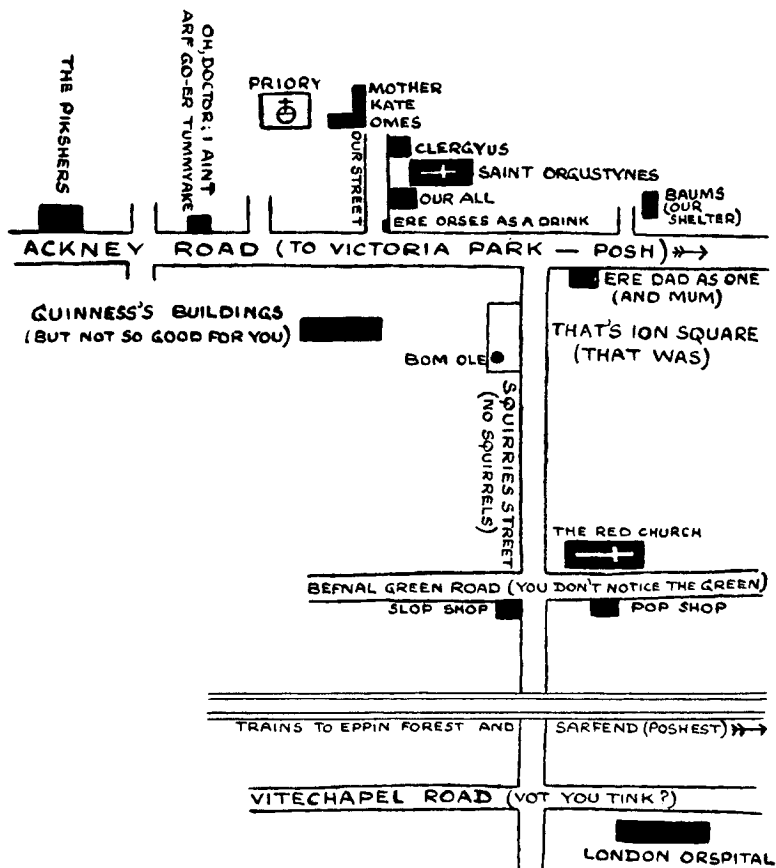 THE PIKSHERS
OH, DOCTOR: I AINT
ARF GO-ER TUMMYAKE
PRIORY
MOTHER
KATE
OMES
OUR STREET
CLERGYUS
SAINT ORGUSTYNES
OUR ALL
ERE ORSES AS A DRINK
BAUMS
(OUR
SHELTER)
ACKNEY ROAD (TO VICTORIA PARK — POSH)
GUINNESS'S BUILDINGS
(BUT NOT SO GOOD FOR YOU)
ERE DAD AS ONE
(AND MUM)
THAT'S ION SQUARE
(THAT WAS)
BOM OLE
SQUIRRIES STREET
(NO SQUIRRELS)
THE RED CHURCH
BEFNAL GREEN ROAD (YOU DON'T NOTICE THE GREEN)
SLOP SHOP
POP SHOP
TRAINS TO EPPIN FOREST AND SARFEND (POSHEST)
VITECHAPEL ROAD (VOT YOU TINK?)
LONDON ORSPITAL